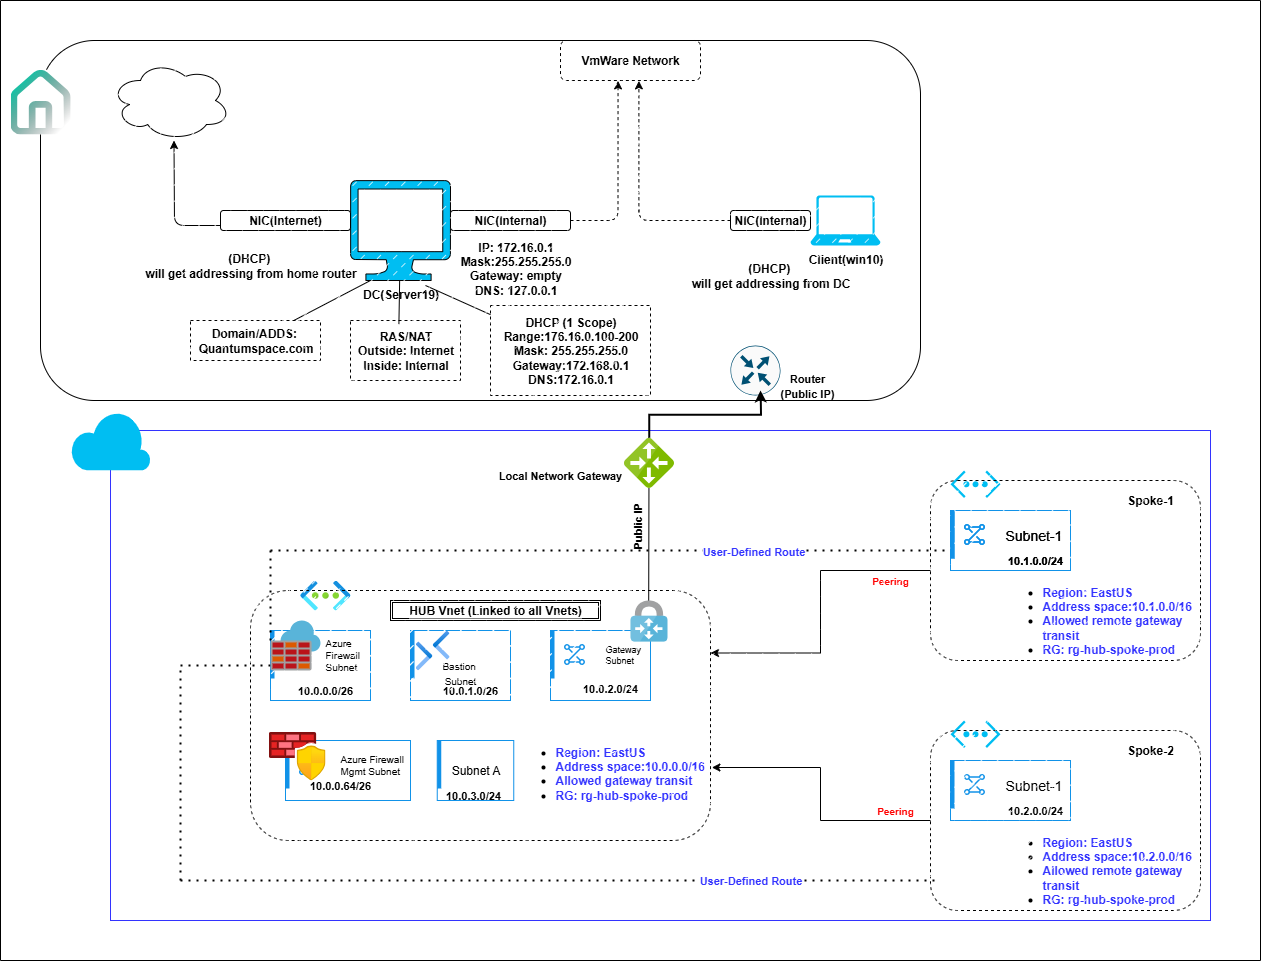 VmWare Network
NIC(Internet)
NIC(Internal)
NIC(Internal)
(DHCP)
will get addressing from home router
IP: 172.16.0.1
Mask:255.255.255.0
Gateway: empty
DNS: 127.0.0.1
Client(win10)
(DHCP)
will get addressing from DC
DC(Server19)
Domain/ADDS:
Quantumspace.com
RAS/NAT
Outside: Internet
Inside: Internal
DHCP (1 Scope)
Range:176.16.0.100-200
Mask: 255.255.255.0
Gateway:172.168.0.1
DNS:172.16.0.1
Router
(Public IP)
Local Network Gateway
Public IP
Spoke-1
Subnet-1
10.1.0.0/24
User-Defined Route
Peering
Region: EastUS
Address space:10.1.0.0/16
Allowed remote gateway
transit
RG: rg-hub-spoke-prod
HUB Vnet (Linked to all Vnets)
Azure
Firewall
Subnet
10.0.0.0/26
Bastion
Subnet
10.0.1.0/26
Gateway
Subnet
10.0.2.0/24
Azure Firewall
Mgmt Subnet
10.0.0.64/26
Subnet A
10.0.3.0/24
Region: EastUS
Address space:10.0.0.0/16
Allowed gateway transit
RG: rg-hub-spoke-prod
Spoke-2
Subnet-1
10.2.0.0/24
Peering
Region: EastUS
Address space:10.2.0.0/16
Allowed remote gateway
transit
RG: rg-hub-spoke-prod
User-Defined Route